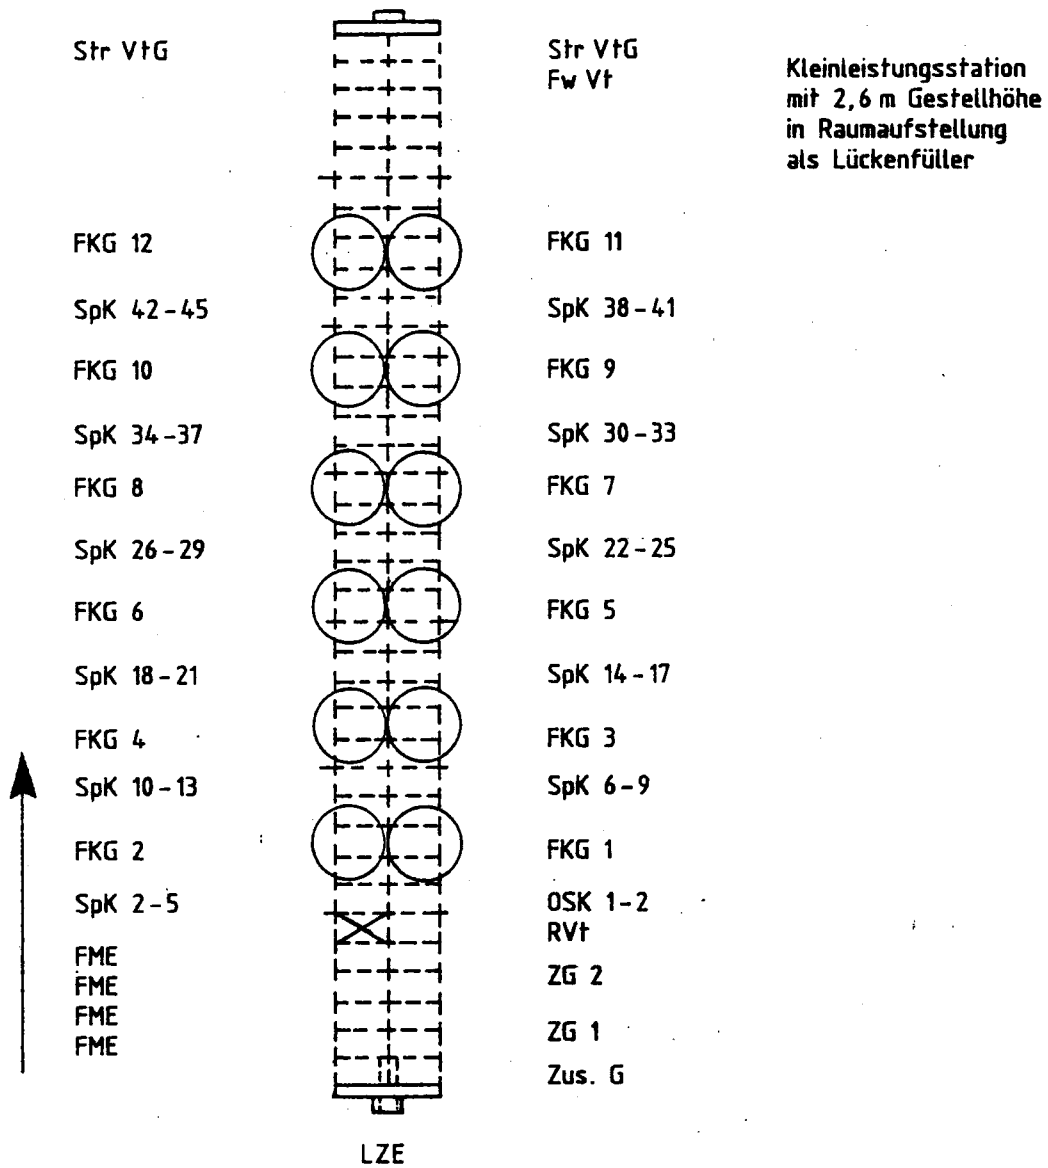 Str VtG
Str VtG
Fw Vt
Kleinleistungsstation
mit 2,6 m Gestellhöhe
in Raumaufstellung
als Lückenfüller
FKG 12
FKG 11
SpK 42-45
SpK 38-41
FKG 10
FKG 9
SpK 34-37
SpK 30-33
FKG 8
FKG 7
SpK 26-29
SpK 22-25
FKG 6
FKG 5
SpK 18-21
SpK 14-17
FKG 4
FKG 3
SpK 10-13
SpK 6-9
FKG 2
FKG 1
SpK 2-5
OSK 1-2
RVt
FME
FME
ZG 2
FME
FME
ZG 1
Zus. G
LZE